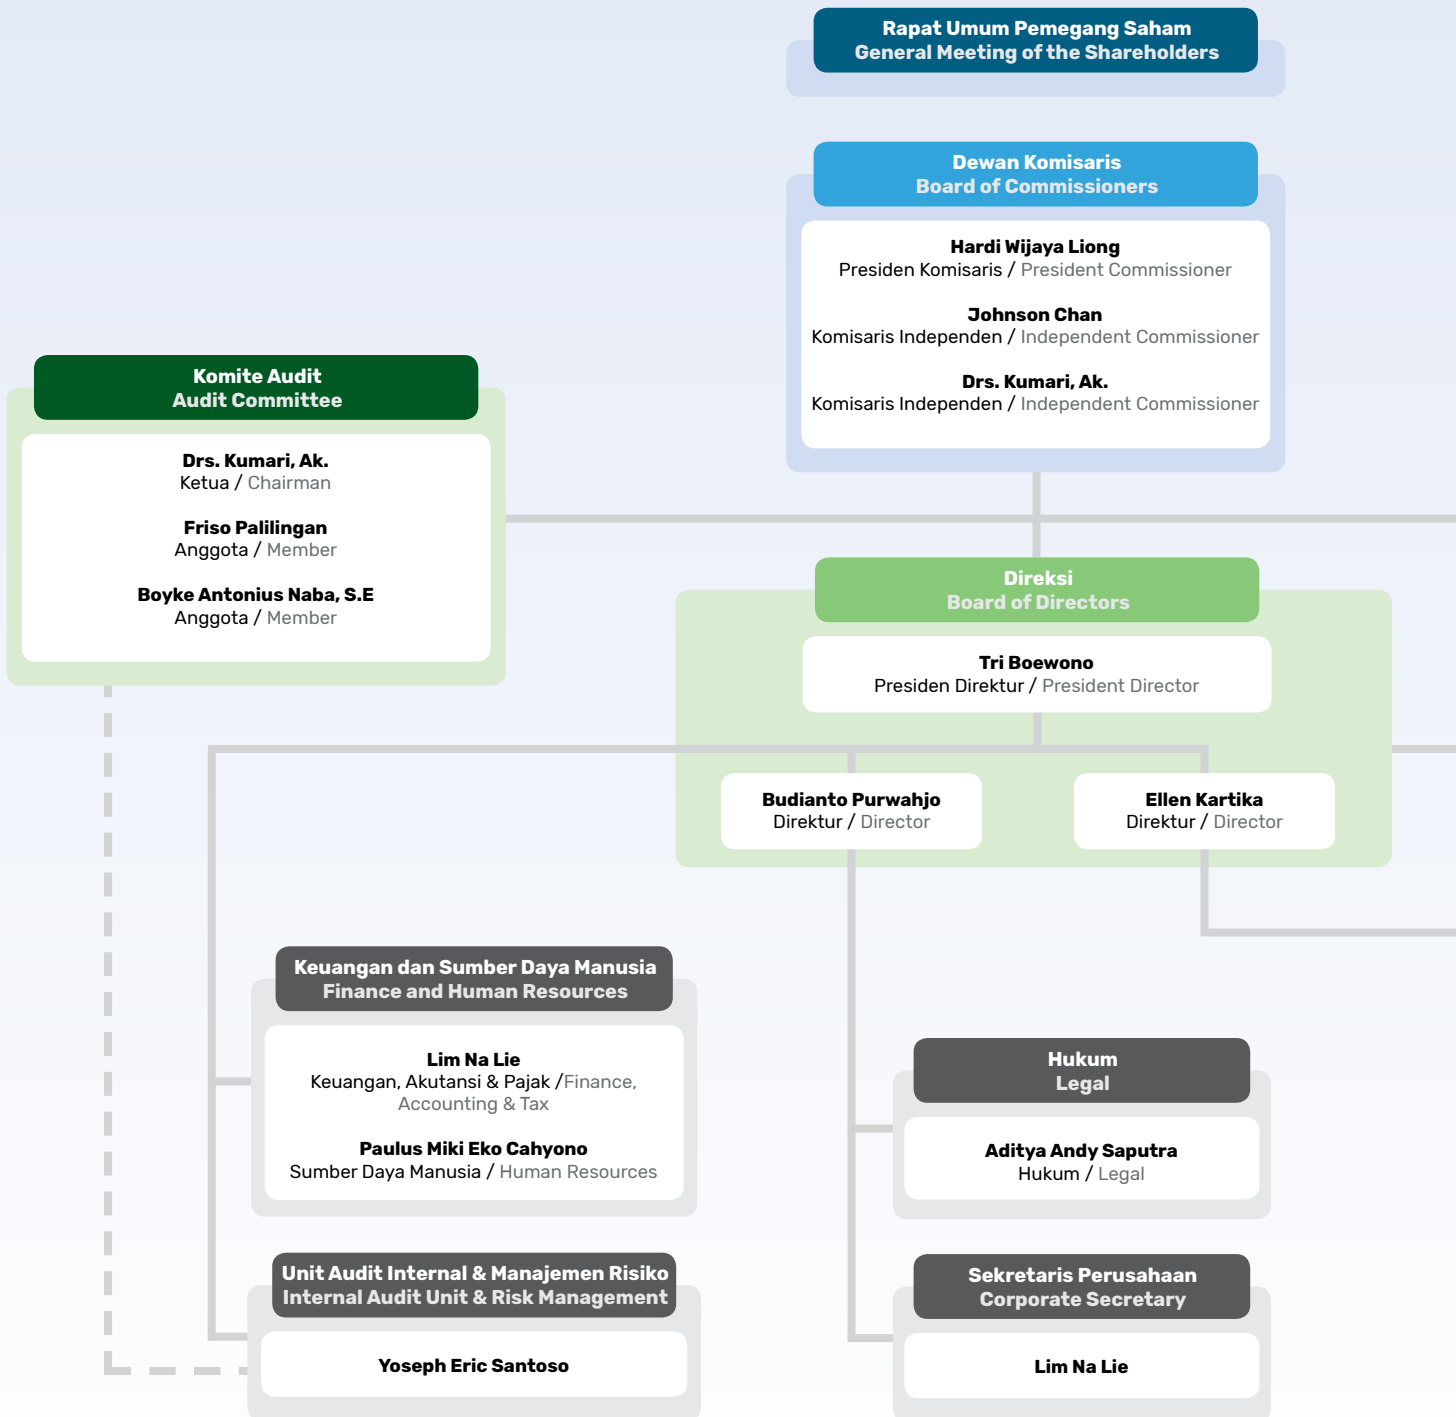 Rapat Umum Pemegang Saham
General Meeting of the Shareholders
Dewan Komisaris
Board of Commissioners
Hardi Wijaya Liong
Presiden Komisaris / President Commissioner
Johnson Chan
Komisaris Independen / Independent Commissioner
Drs. Kumari, Ak.
Komisaris Independen / Independent Commissioner
Komite Audit
Audit Committee
Drs. Kumari, Ak.
Ketua / Chairman
Friso Palilingan
Anggota / Member
Boyke Antonius Naba, S.E
Anggota / Member
Direksi
Board of Directors
Tri Boewono
Presiden Direktur / President Director
Budianto Purwahjo
Direktur / Director
Ellen Kartika
Direktur / Director
Keuangan dan Sumber Daya Manusia
Finance and Human Resources
Lim Na Lie
Keuangan, Akutansi & Pajak /Finance,
Accounting & Tax
Paulus Miki Eko Cahyono
Sumber Daya Manusia / Human Resources
Hukum
Legal
Aditya Andy Saputra
Hukum / Legal
Unit Audit Internal & Manajemen Risiko
Internal Audit Unit & Risk Management
Yoseph Eric Santoso
Sekretaris Perusahaan
Corporate Secretary
Lim Na Lie